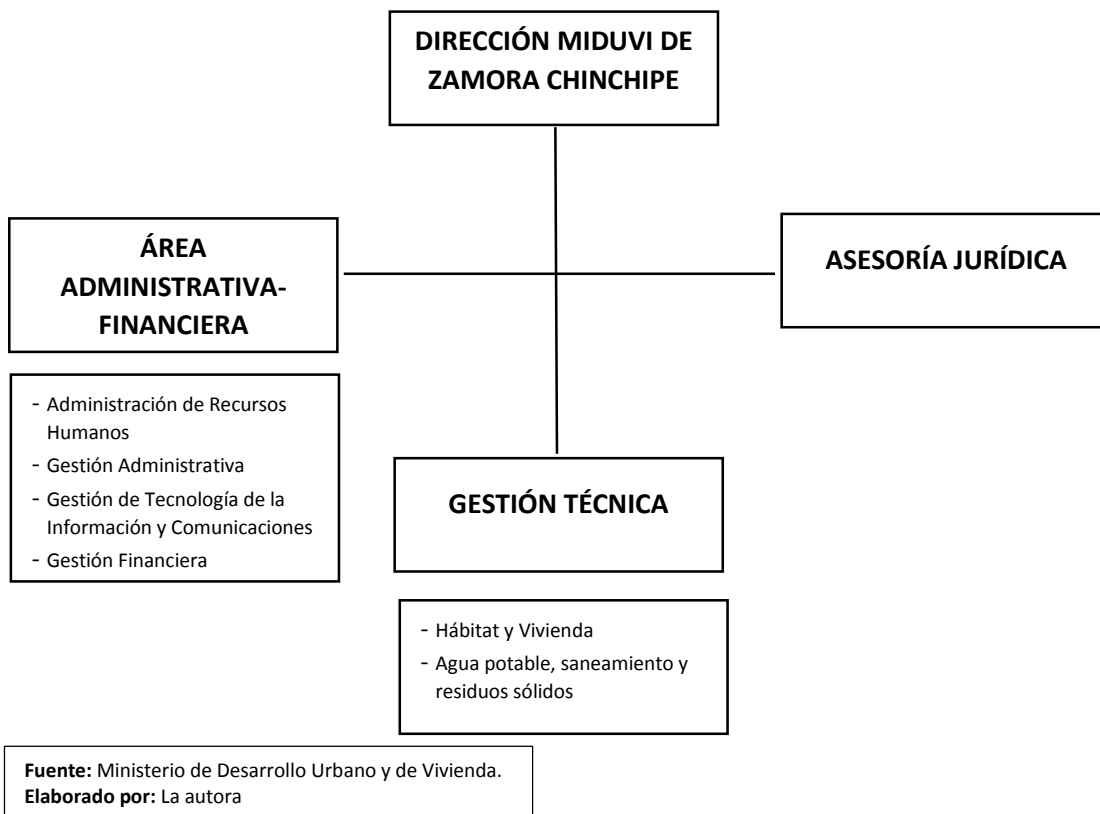 DIRECCIÓN MIDUVI DE
ZAMORA CHINCHIPE
ÁREA
ADMINISTRATIVA-
FINANCIERA
ASESORÍA JURÍDICA
- Administración de Recursos
Humanos
- Gestión Administrativa
- Gestión de Tecnología de la
Información y Comunicaciones
- Gestión Financiera
GESTIÓN TÉCNICA
- Hábitat y Vivienda
- Agua potable, saneamiento y
residuos sólidos
Fuente: Ministerio de Desarrollo Urbano y de Vivienda.
Elaborado por: La autora